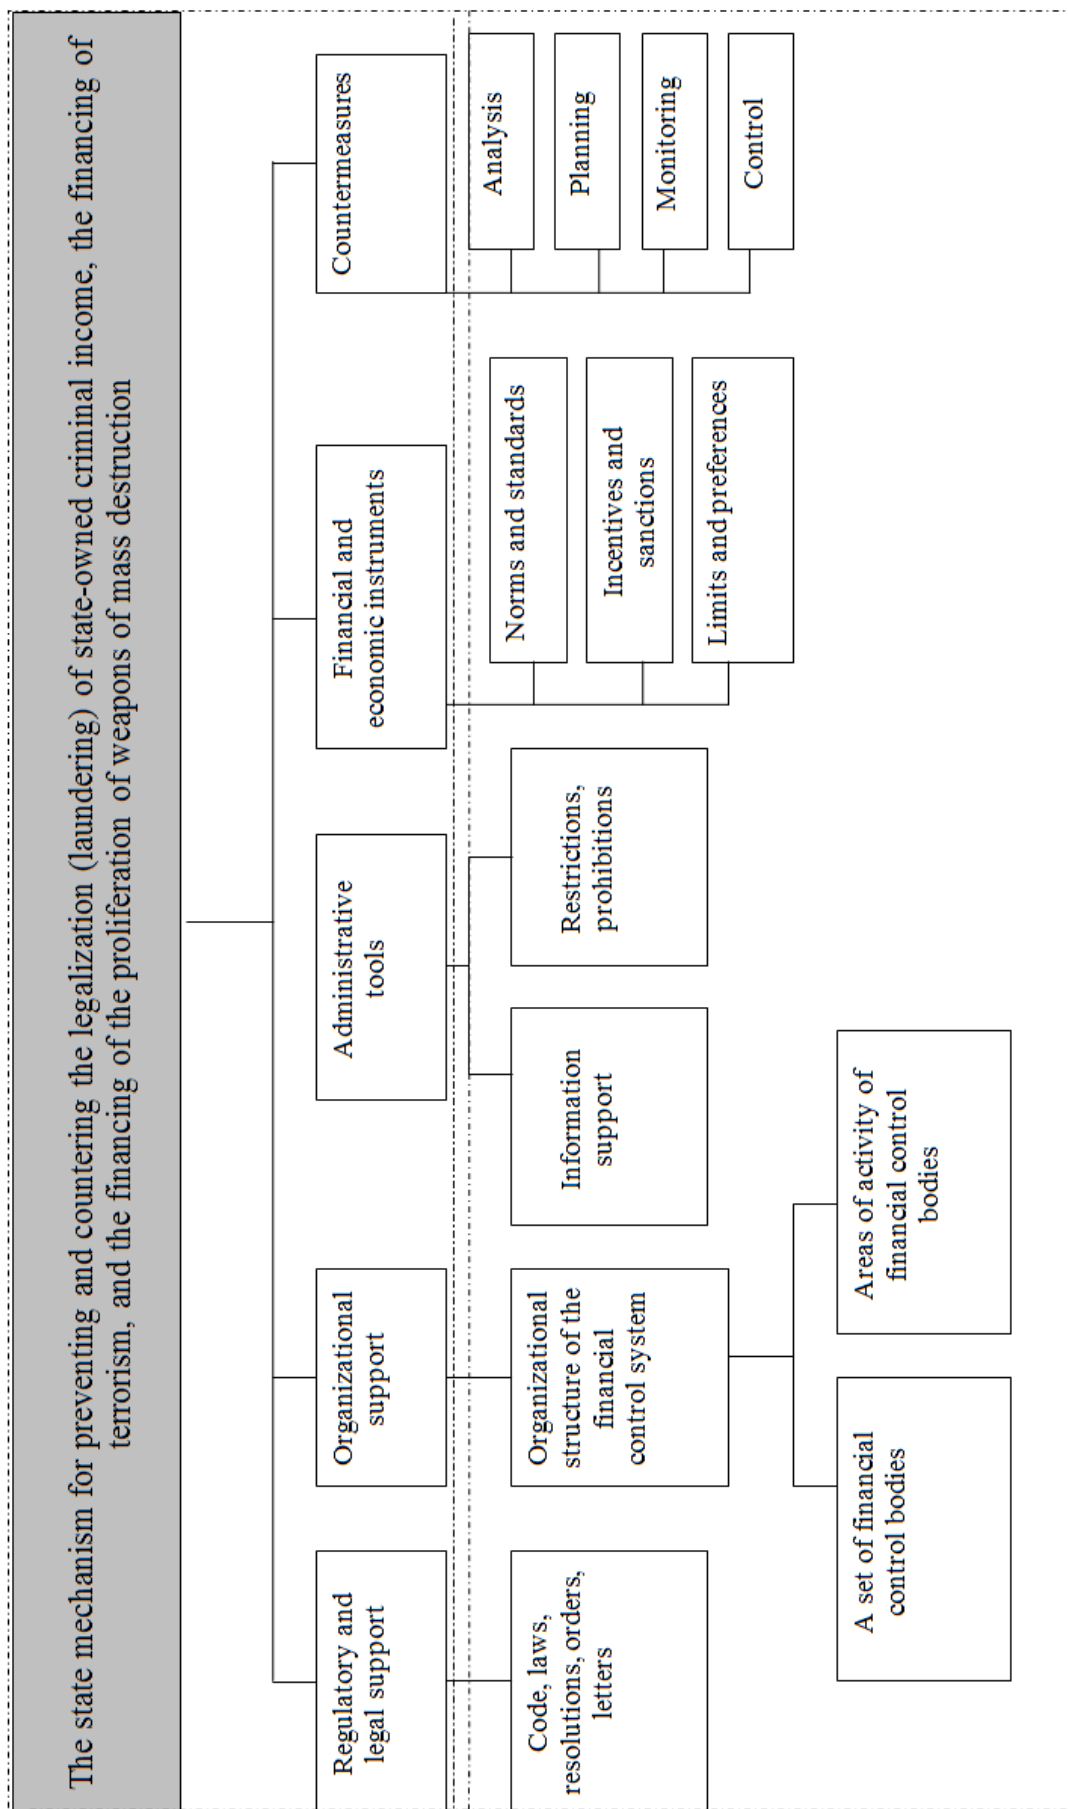 The state mechanism for preventing and countering the legalization (laundering) of state-owned criminal income, the financing of
terrorism, and the financing of the proliferation of weapons of mass destruction
Regulatory and
legal support
Organizational
support
Administrative
tools
Financial and
economic instruments
Countermeasures
Code, laws,
resolutions, orders,
letters
Organizational
structure of the
financial
control system
A set of financial
control bodies
Areas of activity of
financial control
bodies
Information
support
Restrictions,
prohibitions
Norms and standards
Incentives and
sanctions
Limits and preferences
Analysis
Planning
Monitoring
Control